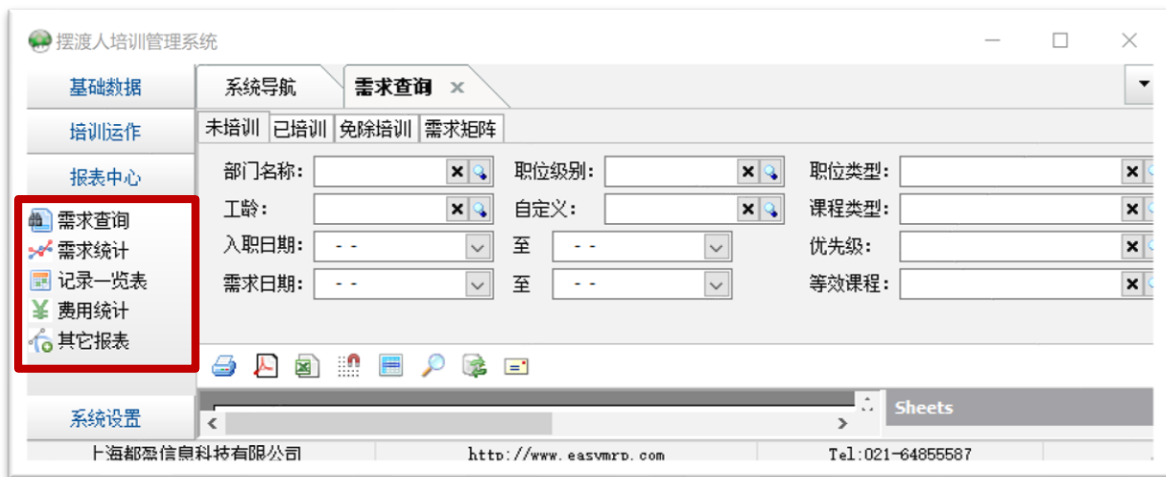 摆渡人培训管理系统
基础数据
系统导航
需求查询
培训运作
未培训 已培训 免除培训 需求矩阵
报表中心
部门名称: 职位级别: 职位类型:
需求查询
工龄: 自定义: 课程类型:
需求统计
入职日期: - - 至 - - 优先级:
记录一览表
需求日期: - - 至 - - 等效课程:
费用统计
其它报表
系统设置
Sheets
上海都盈信息科技有限公司 http://www.easymrp.com Tel:021-64855587